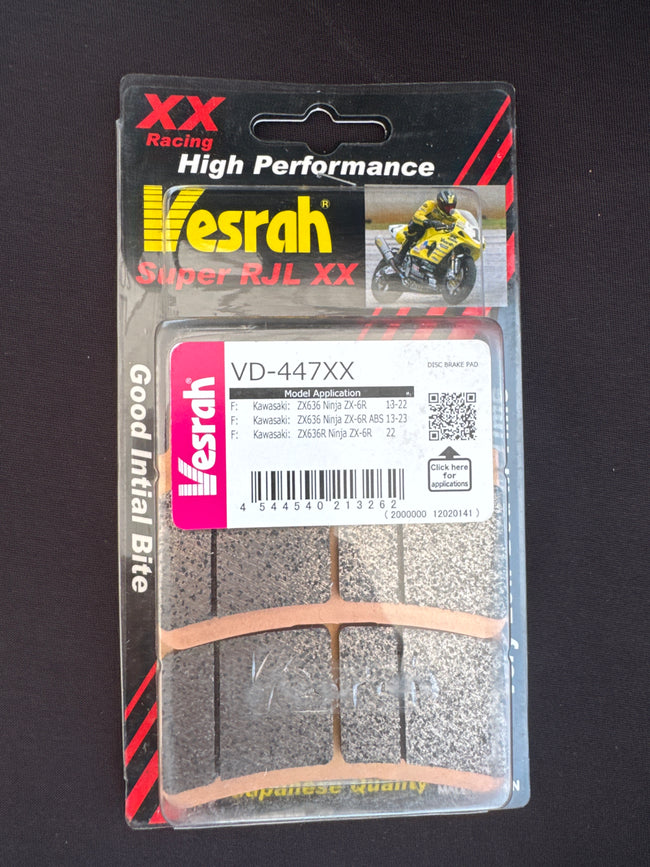 XX
Racing
High Performance
Vesrah®
Super RJL XX
Good Intial Bite
Vesrah®
VD-447XX
DISC BRAKE PAD
Model Application
F: Kawasaki: ZX636 Ninja ZX-6R 13-22
F: Kawasaki: ZX636 Ninja ZX-6R ABS 13-23
F: Kawasaki: ZX636R Ninja ZX-6R 22
Click here
for
applications
4 544540 213262
(2000000 12020141)
Vesrah
Japanese Quality